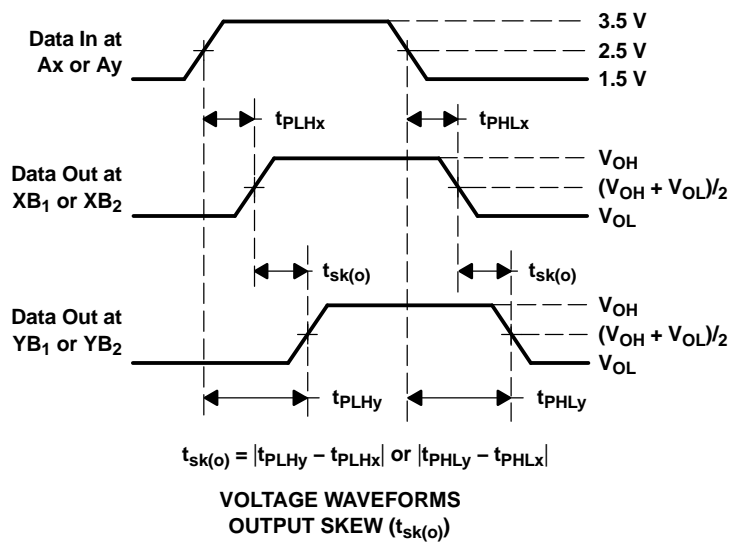 Data In at
Ax or Ay
3.5 V
2.5 V
1.5 V
tPLHx
tPHLx
Data Out at
XB1 or XB2
VOH
(VOH + VOL)/2
VOL
tsk(o)
tsk(o)
Data Out at
YB1 or YB2
VOH
(VOH + VOL)/2
VOL
tPLHy
tPHLy
tsk(o) = |tPLHy – tPLHx| or |tPHLy – tPHLx|
VOLTAGE WAVEFORMS
OUTPUT SKEW (tsk(o))